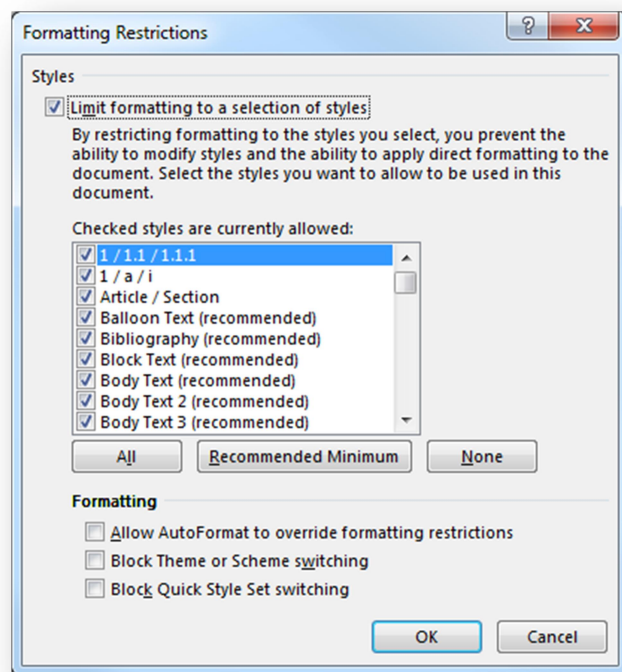 Formatting Restrictions
Styles
Limit formatting to a selection of styles
By restricting formatting to the styles you select, you prevent the
ability to modify styles and the ability to apply direct formatting to the
document. Select the styles you want to allow to be used in this
document.
Checked styles are currently allowed:
1 / 1.1 / 1.1.1
1 / a / i
Article / Section
Balloon Text (recommended)
Bibliography (recommended)
Block Text (recommended)
Body Text (recommended)
Body Text 2 (recommended)
Body Text 3 (recommended)
All Recommended Minimum None
Formatting
Allow AutoFormat to override formatting restrictions
Block Theme or Scheme switching
Block Quick Style Set switching
OK Cancel